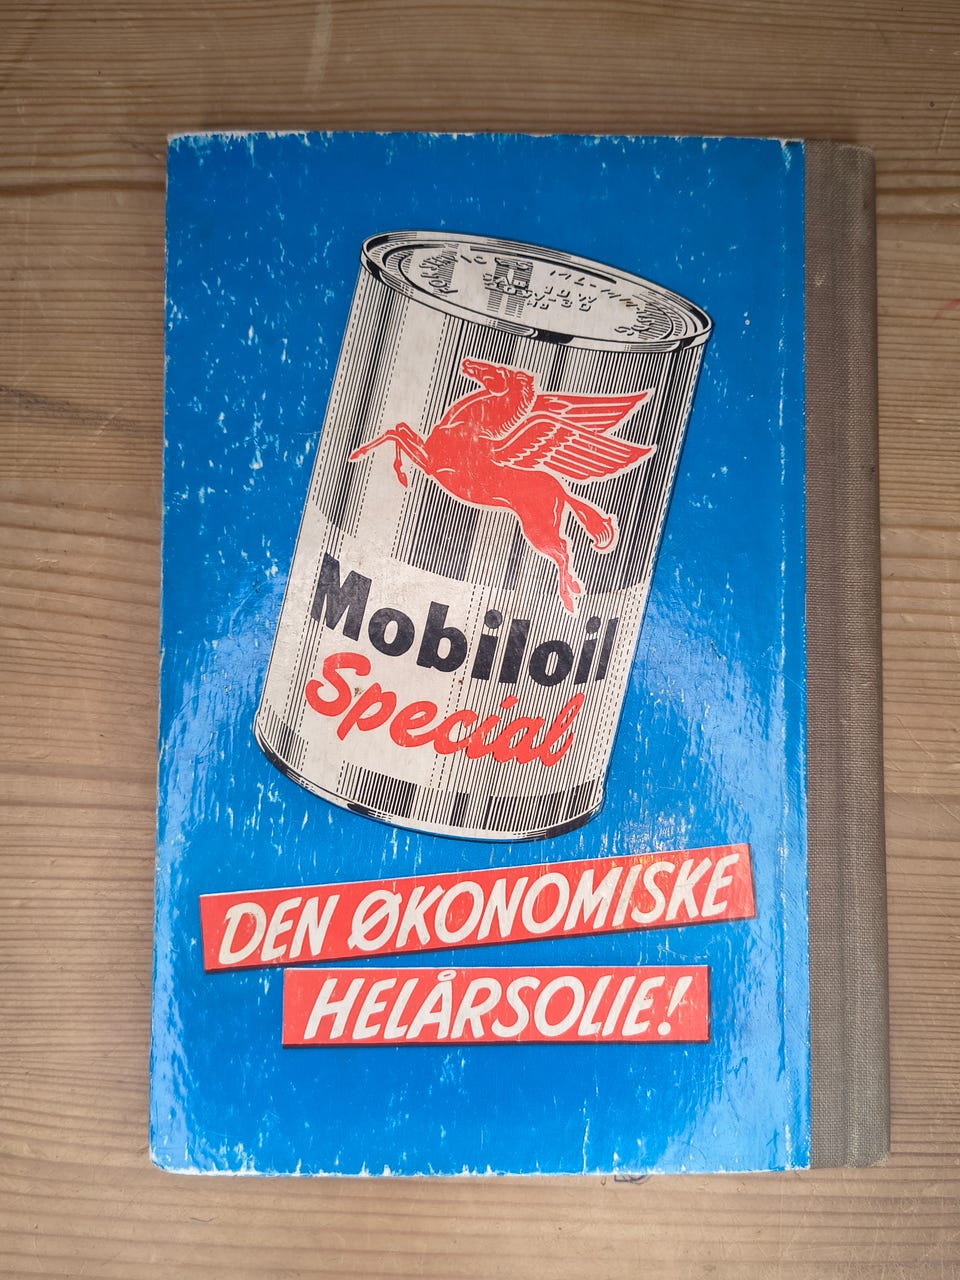 Mobiloil
Special
DEN ØKONOMISKE
HELÅRSOLIE!